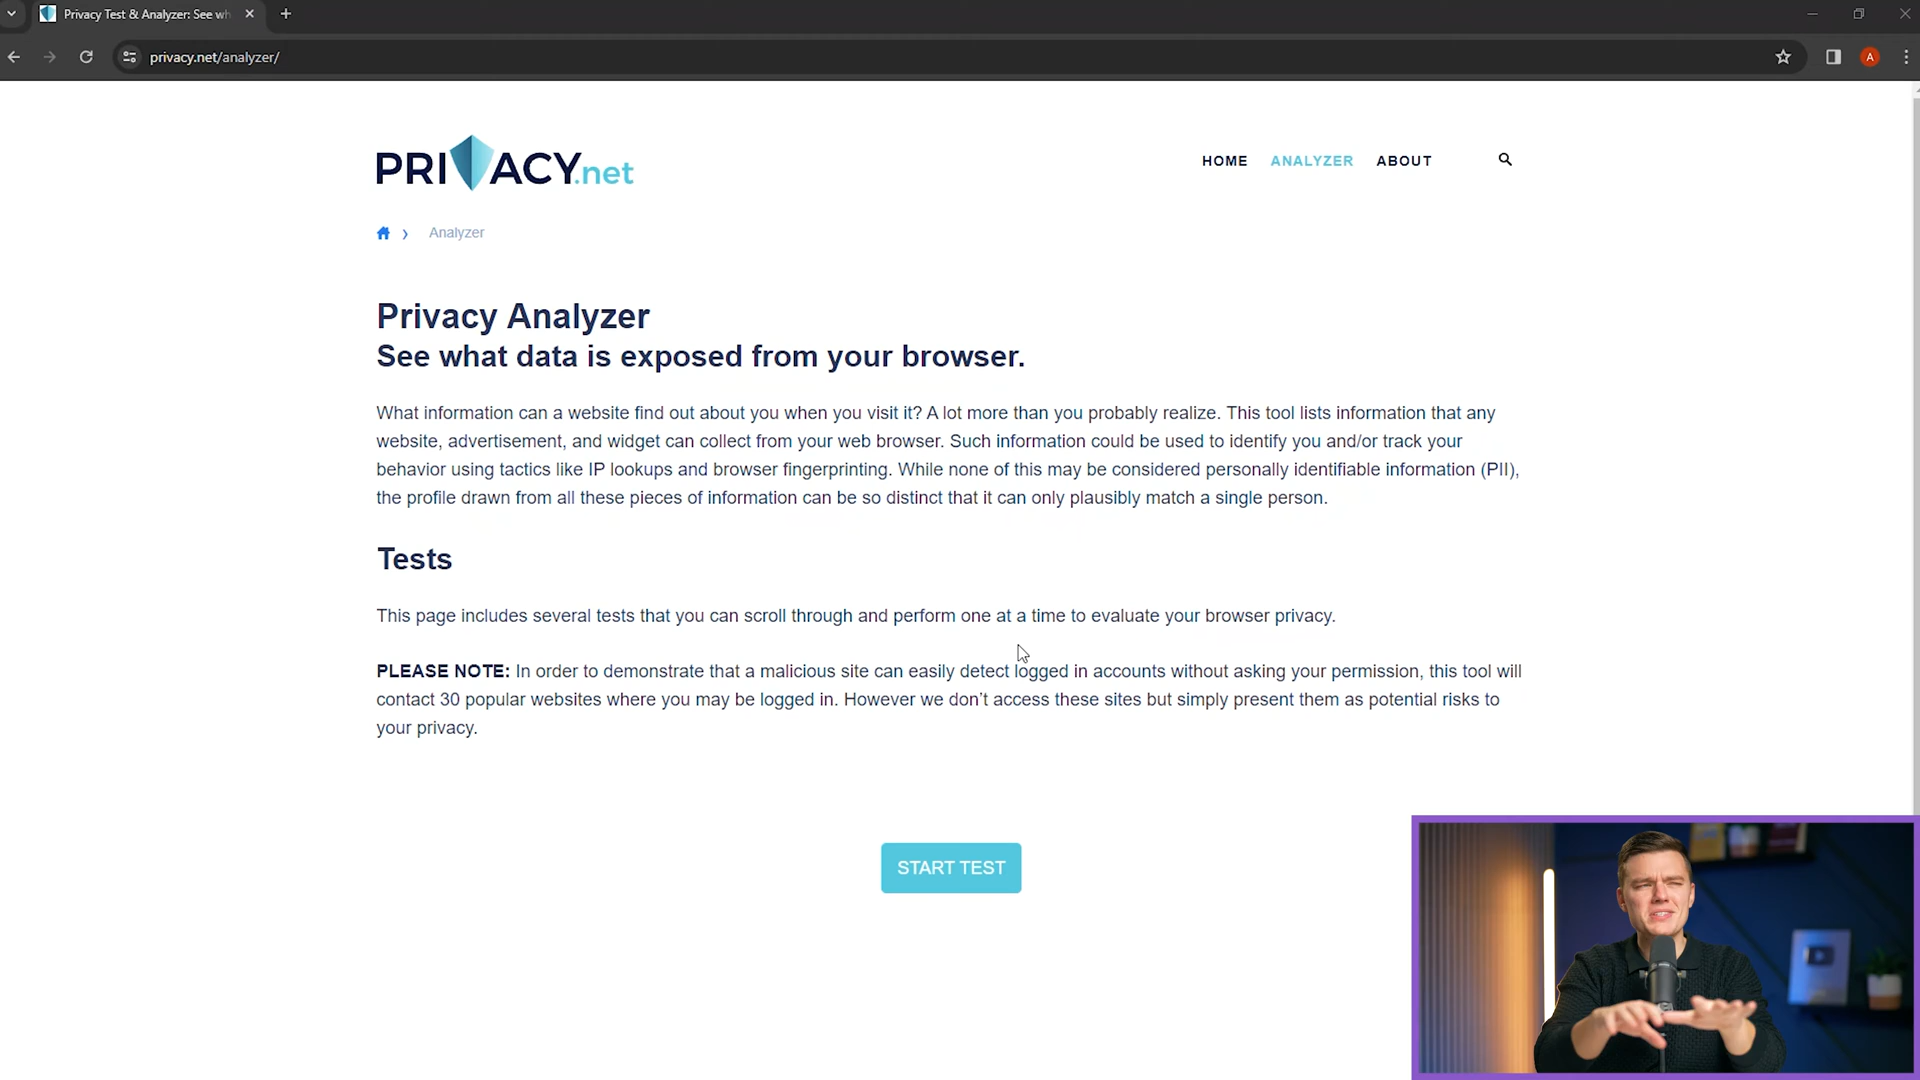 Privacy Test & Analyzer: See wh
privacy.net/analyzer/
A
PRIVACY.net
HOME ANALYZER ABOUT
Analyzer
Privacy Analyzer
See what data is exposed from your browser.
What information can a website find out about you when you visit it? A lot more than you probably realize. This tool lists information that any
website, advertisement, and widget can collect from your web browser. Such information could be used to identify you and/or track your
behavior using tactics like IP lookups and browser fingerprinting. While none of this may be considered personally identifiable information (PII),
the profile drawn from all these pieces of information can be so distinct that it can only plausibly match a single person.
Tests
This page includes several tests that you can scroll through and perform one at a time to evaluate your browser privacy.
PLEASE NOTE: In order to demonstrate that a malicious site can easily detect logged in accounts without asking your permission, this tool will
contact 30 popular websites where you may be logged in. However we don’t access these sites but simply present them as potential risks to
your privacy.
START TEST